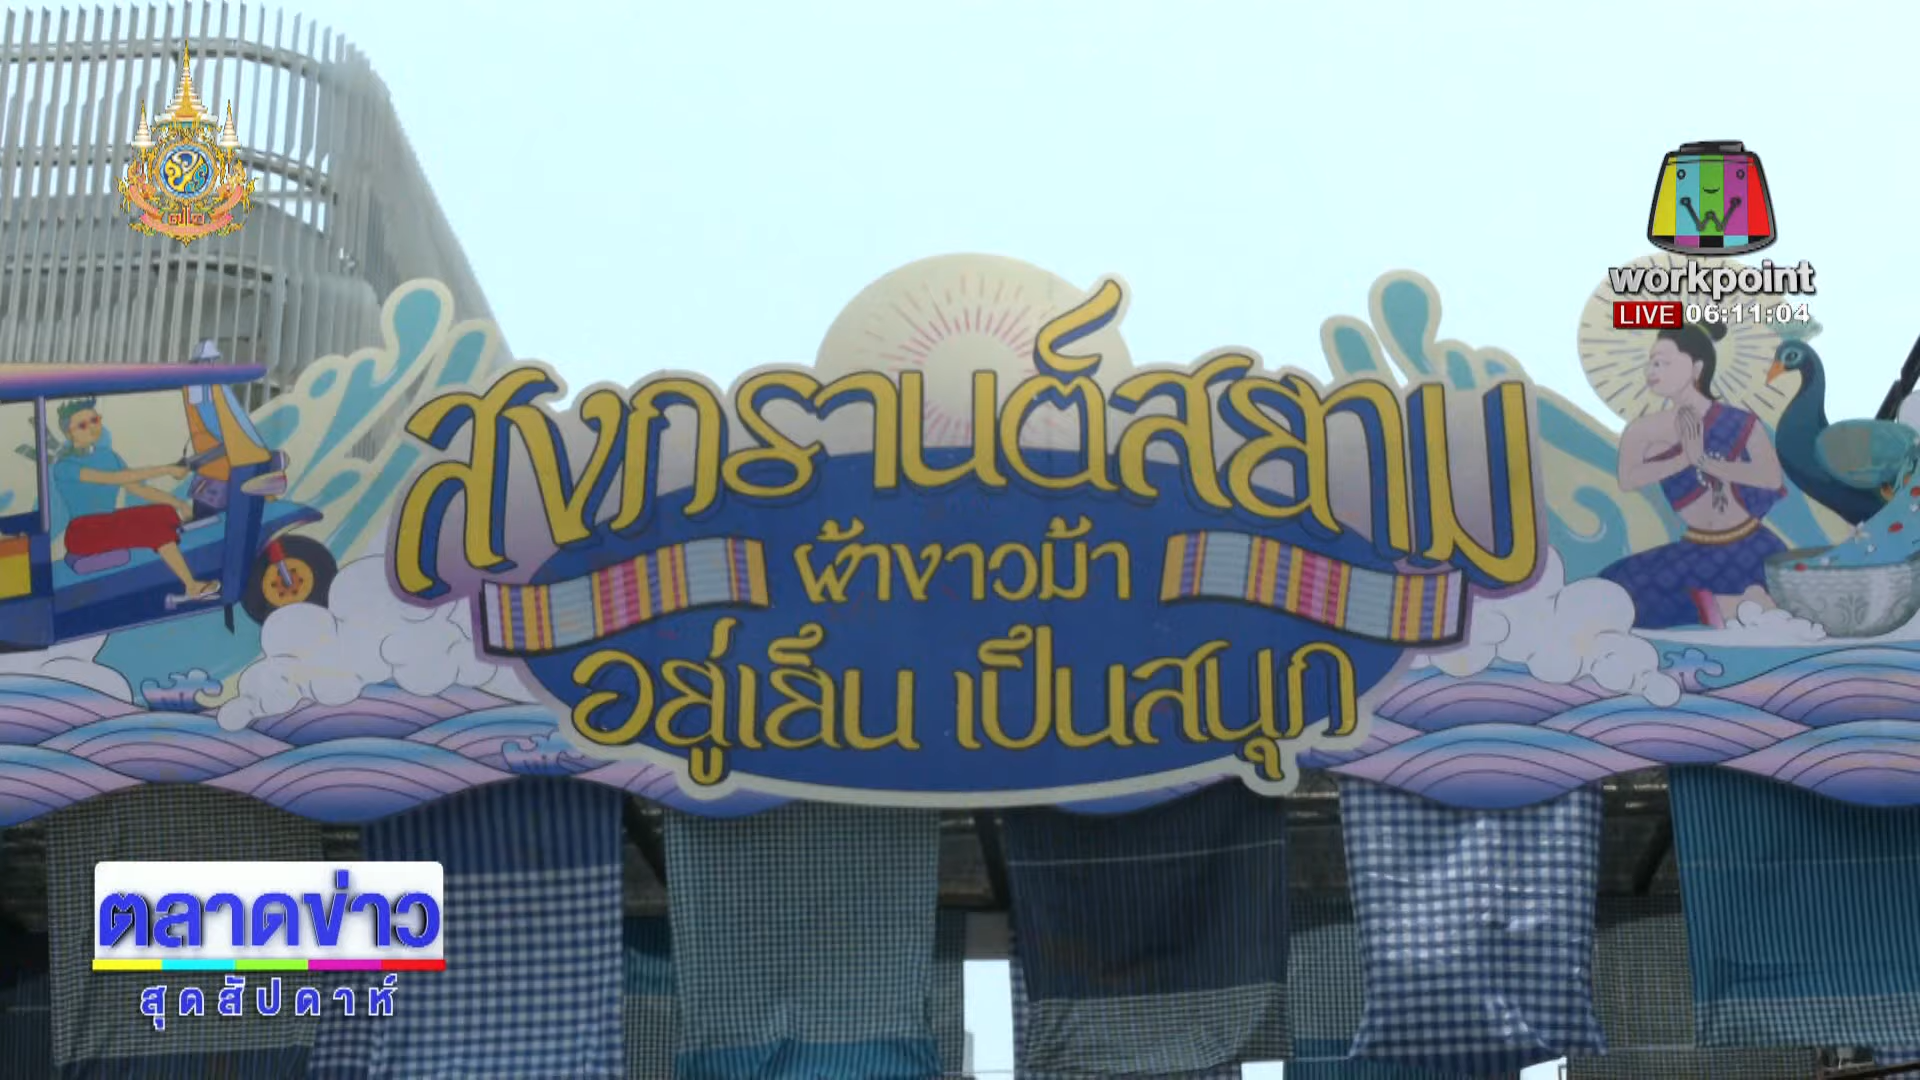 workpoint
LIVE 06:11:04
สงกรานต์สยาม
ผ้าขาวม้า
อยู่เย็น เป็นสนุก
ตลาดข่าว
สุดสัปดาห์